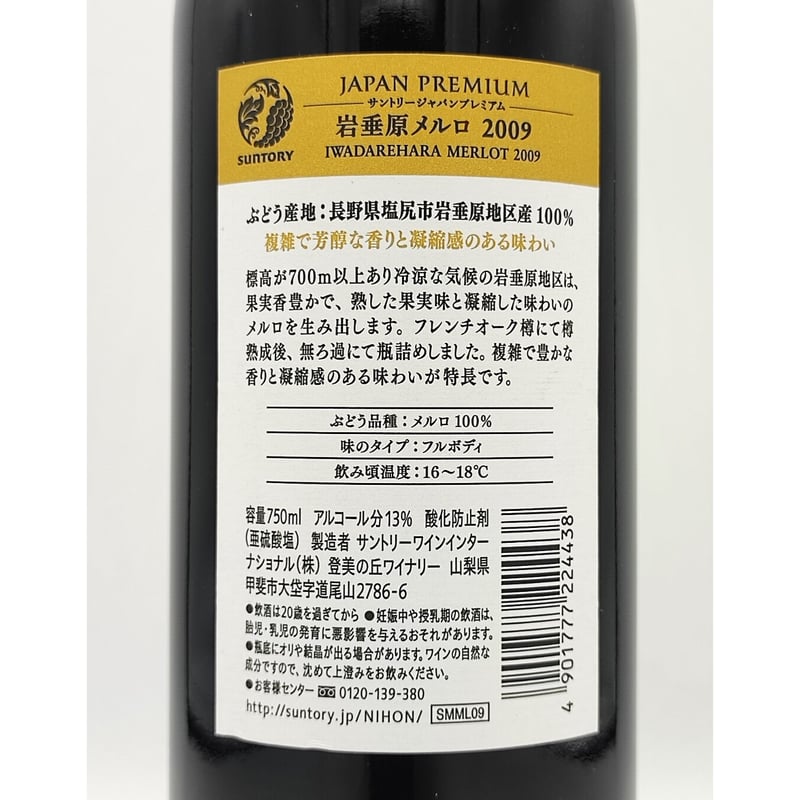 JAPAN PREMIUM
サントリージャパンプレミアム
岩垂原メルロ 2009
IWADAREHARA MERLOT 2009
SUNTORY
ぶどう産地：長野県塩尻市岩垂原地区産100%
複雑で芳醇な香りと凝縮感のある味わい
標高が700m以上あり冷涼な気候の岩垂原地区は、
果実香豊かで、熟した果実味と凝縮した味わいの
メルロを生み出します。フレンチオーク樽にて樽
熟成後、無ろ過にて瓶詰めしました。複雑で豊かな
香りと凝縮感のある味わいが特長です。
ぶどう品種：メルロ100%
味のタイプ：フルボディ
飲み頃温度：16～18℃
容量750ml アルコール分13% 酸化防止剤
(亜硫酸塩) 製造者 サントリーワインインター
ナショナル(株) 登美の丘ワイナリー 山梨県
甲斐市大垈字道尾山2786-6
●飲酒は20歳を過ぎてから ●妊娠中や授乳期の飲酒は、
胎児・乳児の発育に悪影響を与えるおそれがあります。
●瓶底にオリや結晶が出る場合があります。ワインの自然な
成分ですので、沈めて上澄みをお飲みください。
●お客様センター 0120-139-380
http://suntory.jp/NIHON/ SMML09
4 901777 224438